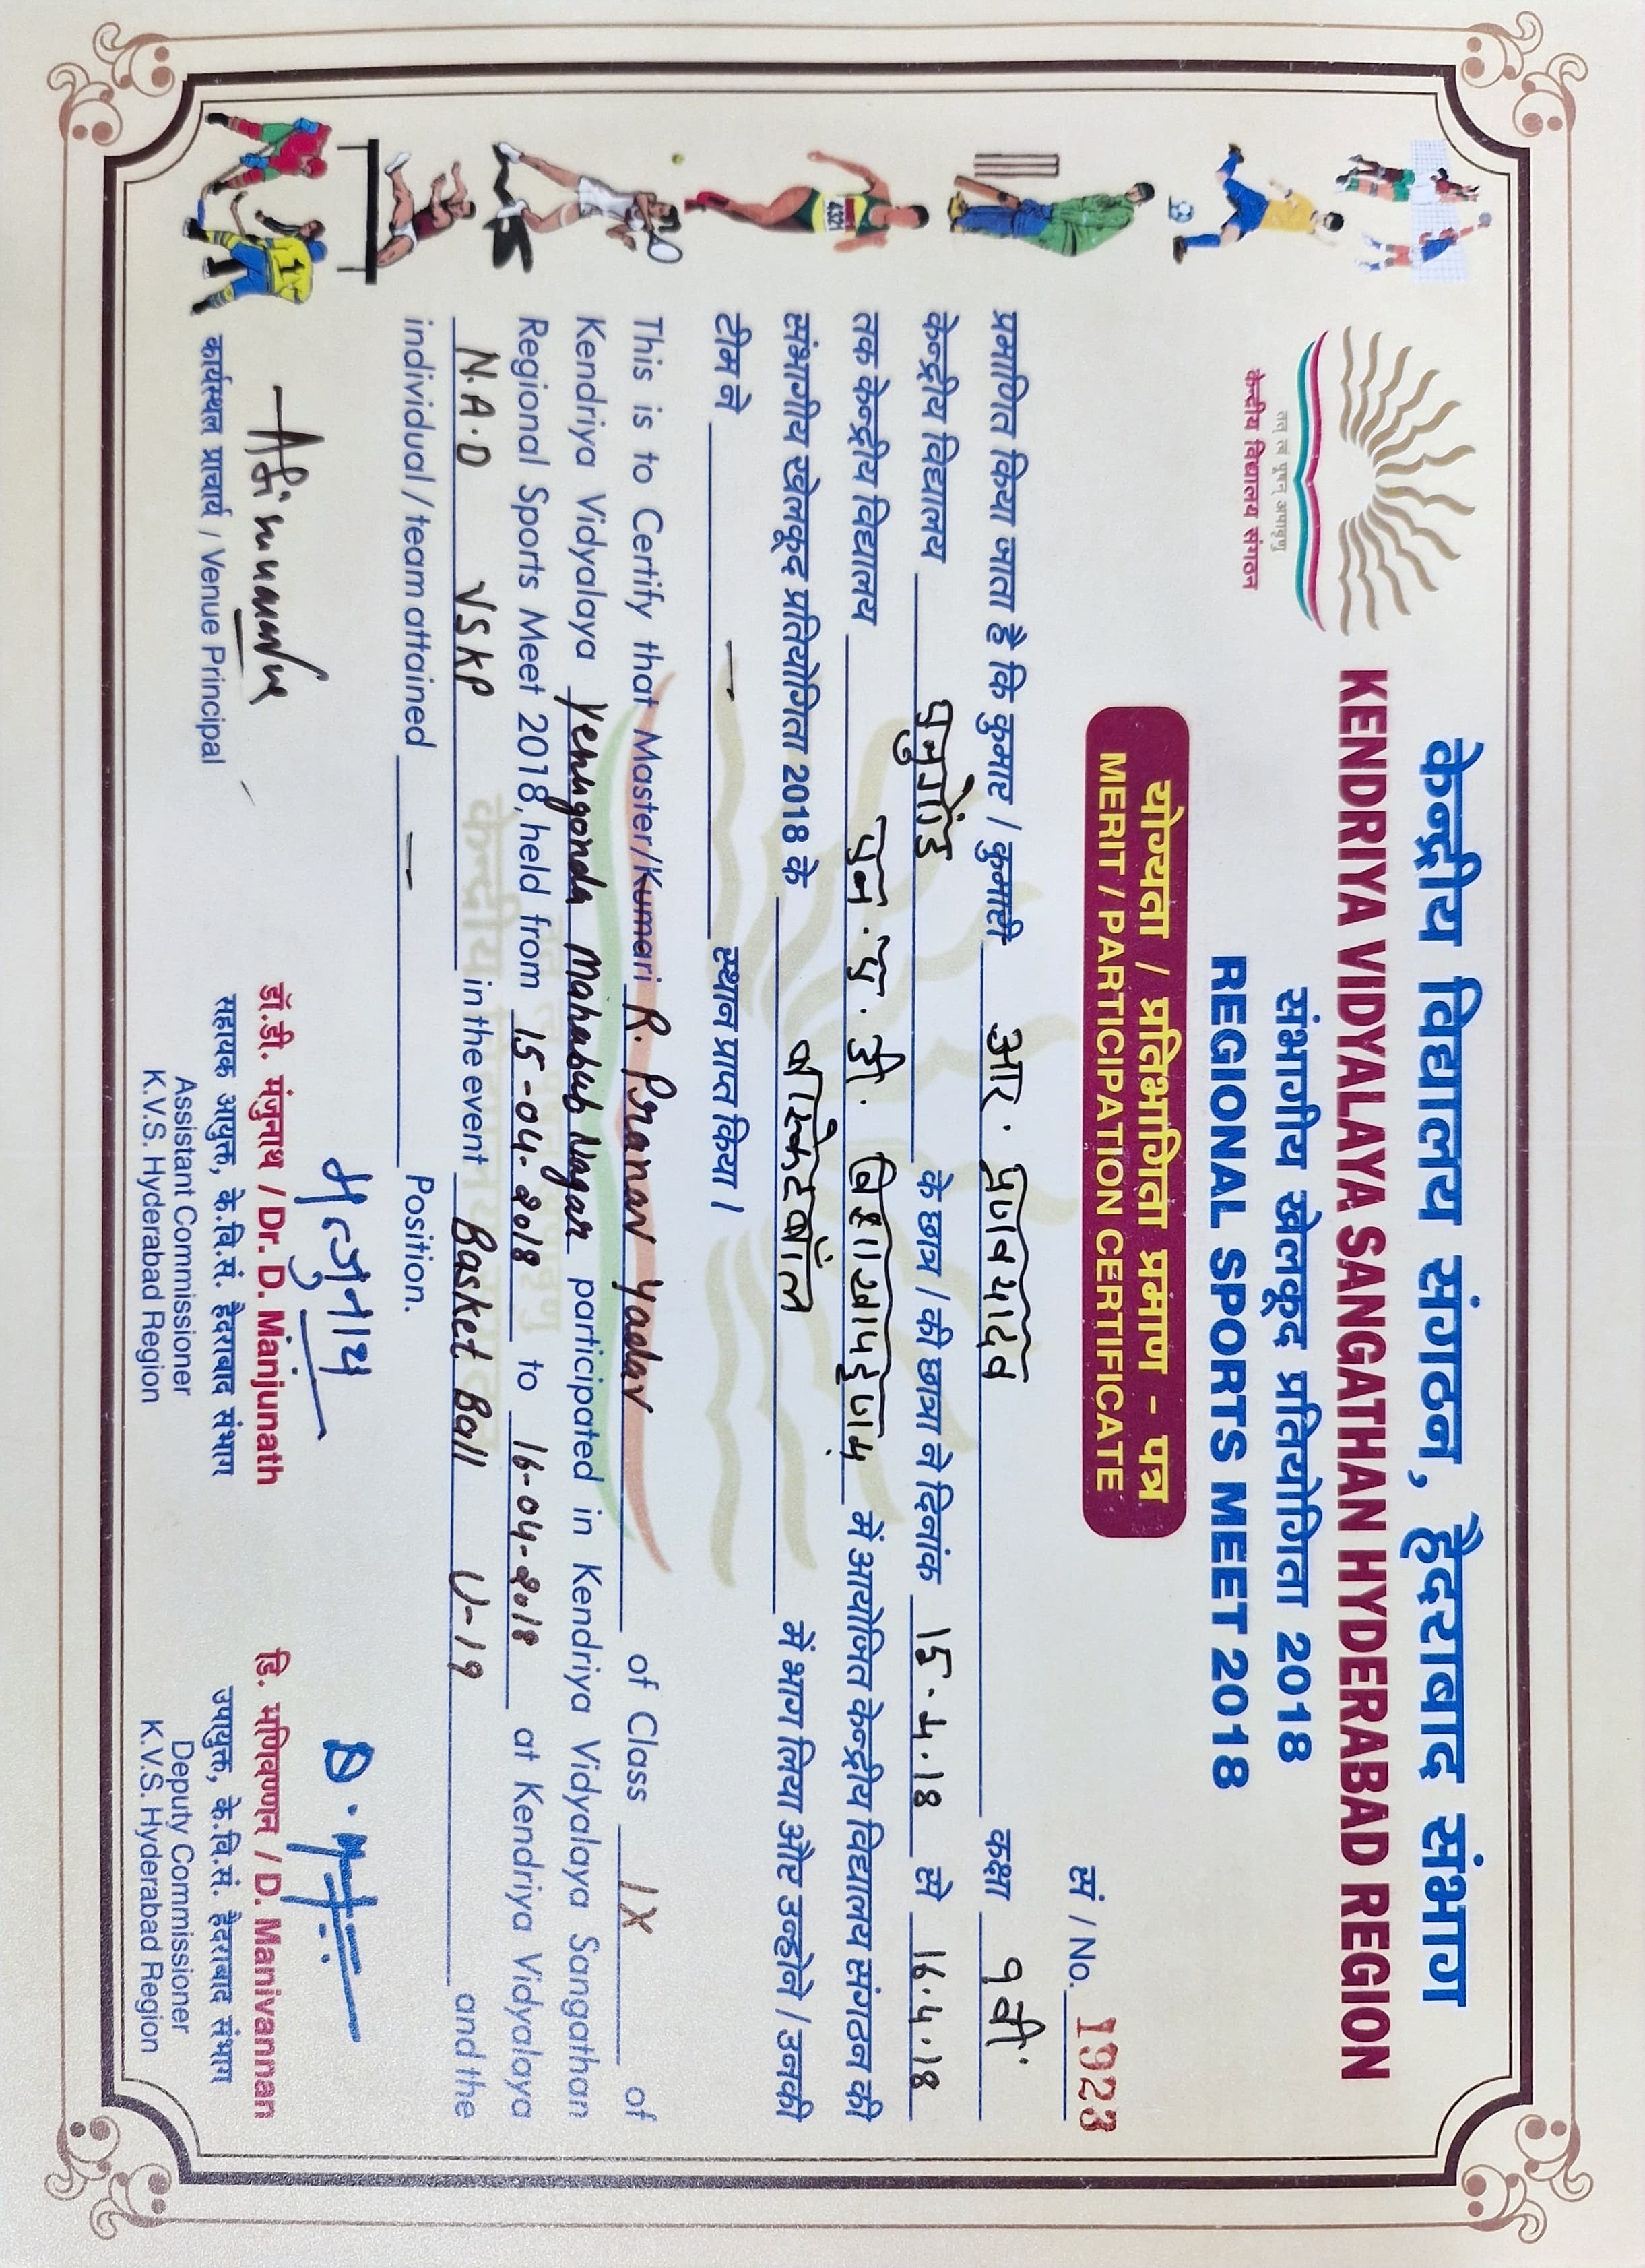 केन्द्रीय विद्यालय संगठन, हैदराबाद संभाग
KENDRIYA VIDYALAYA SANGATHAN HYDERABAD REGION
संभागीय खेलकूद प्रतियोगिता 2018
REGIONAL SPORTS MEET 2018
तत् त्वं पूषन् अपावृणु
केन्द्रीय विद्यालय संगठन
योग्यता / प्रतिभागिता प्रमाण - पत्र
MERIT / PARTICIPATION CERTIFICATE
सं / No. 1923
प्रमाणित किया जाता है कि कुमार / कुमारी आर. प्रणवयादव कक्षा 9वीं
केन्द्रीय विद्यालय एनुगोंड के छात्र / की छात्रा ने दिनांक 15.4.18 से 16.4.18
तक केन्द्रीय विद्यालय एन.ए.डी. विशाखापट्टणम में आयोजित केन्द्रीय विद्यालय संगठन की
संभागीय खेलकूद प्रतियोगिता 2018 के बास्केटबॉल में भाग लिया और उन्होने / उनकी
टीम ने — स्थान प्राप्त किया ।
This is to Certify that Master/Kumari R. Pranav Yadav of Class IX of
Kendriya Vidyalaya Yenugonda Mahabub Nagar participated in Kendriya Vidyalaya Sangathan
Regional Sports Meet 2018, held from 15-04-2018 to 16-04-2018 at Kendriya Vidyalaya
N.A.D VSKP in the event Basket Ball U-19 and the
individual / team attained — Position.
4321
1
मन्जुनाथ
कार्यस्थल प्राचार्य / Venue Principal
डॉ.डी. मंजुनाथ / Dr. D. Manjunath
सहायक आयुक्त, के.वि.सं. हैदराबाद संभाग
Assistant Commissioner
K.V.S. Hyderabad Region
डि. मणिवण्णन / D. Manivannan
उपायुक्त, के.वि.सं. हैदराबाद संभाग
Deputy Commissioner
K.V.S. Hyderabad Region